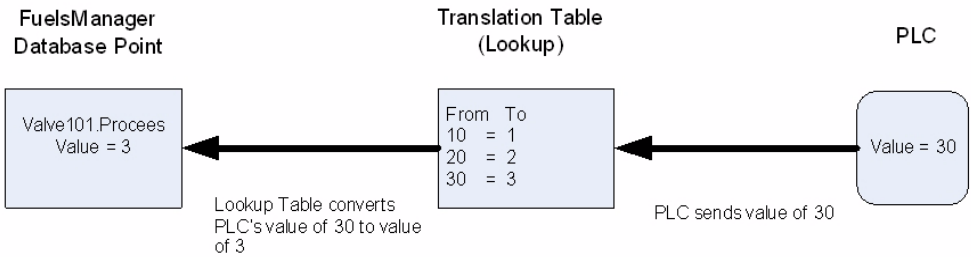 FuelsManager
Database Point
Translation Table
(Lookup)
PLC
Valve101.Procees
Value = 3
From To
10 = 1
20 = 2
30 = 3
Value = 30
Lookup Table converts
PLC's value of 30 to value
of 3
PLC sends value of 30